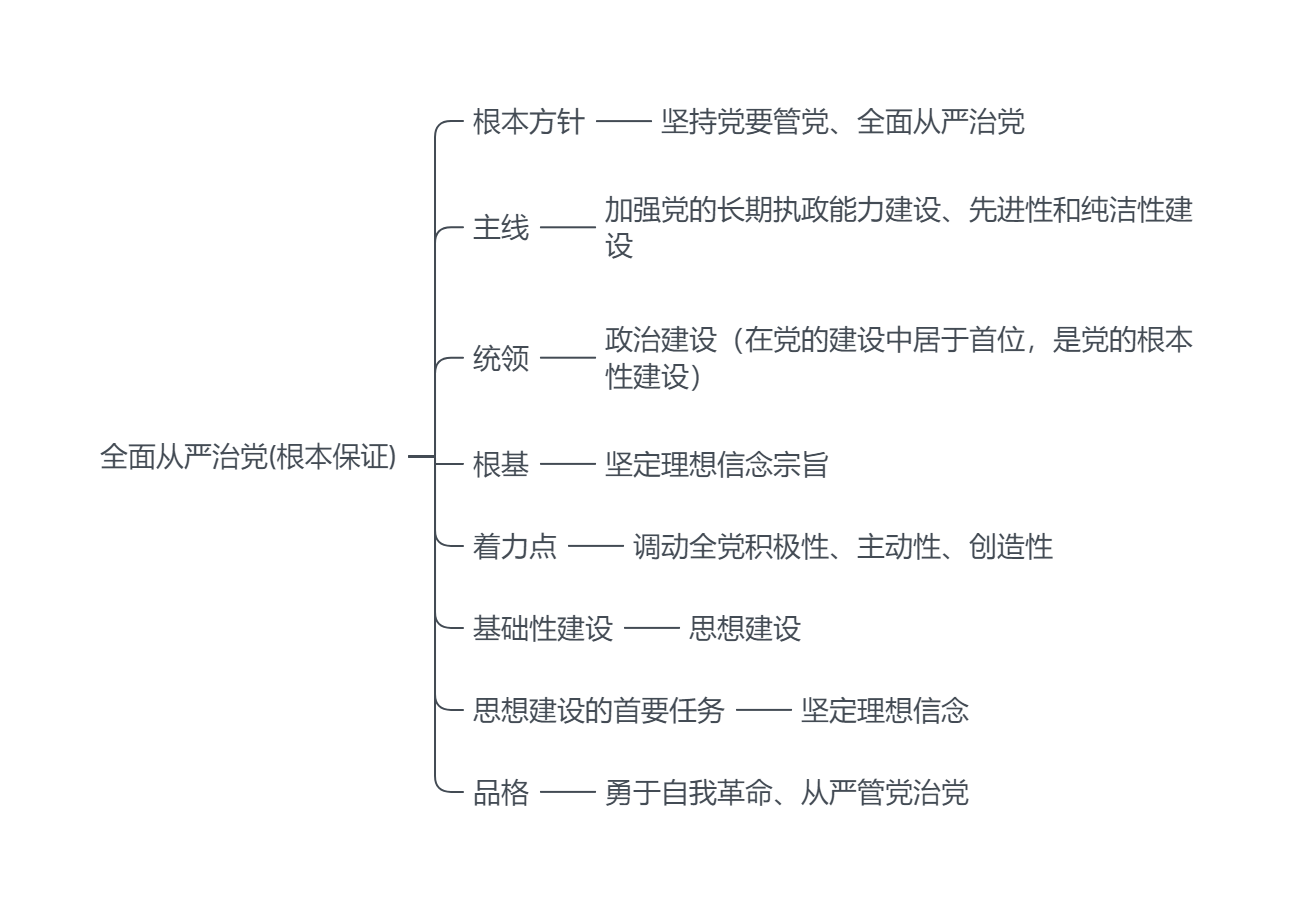 根本方针
坚持党要管党、全面从严治党
主线
加强党的长期执政能力建设、先进性和纯洁性建
设
统领
政治建设（在党的建设中居于首位，是党的根本
性建设）
全面从严治党(根本保证)
根基
坚定理想信念宗旨
着力点
调动全党积极性、主动性、创造性
基础性建设
思想建设
思想建设的首要任务
坚定理想信念
品格
勇于自我革命、从严管党治党